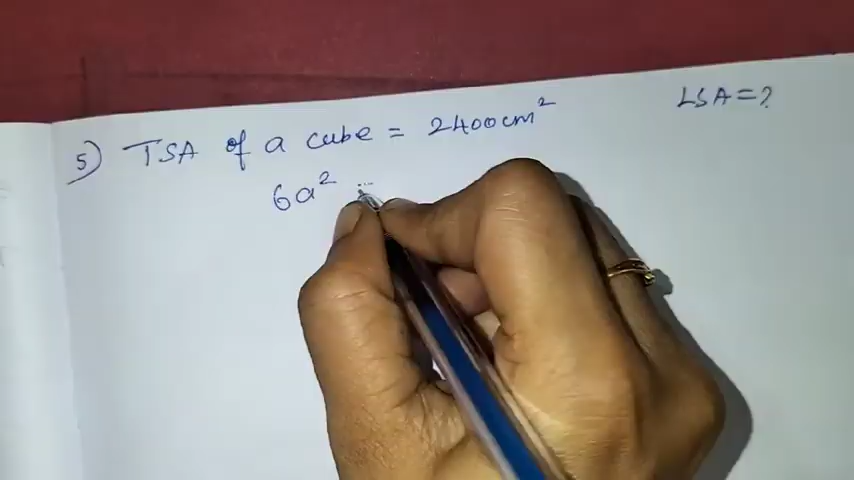 5) TSA of a cube = 2400cm² LSA=?
6a² =